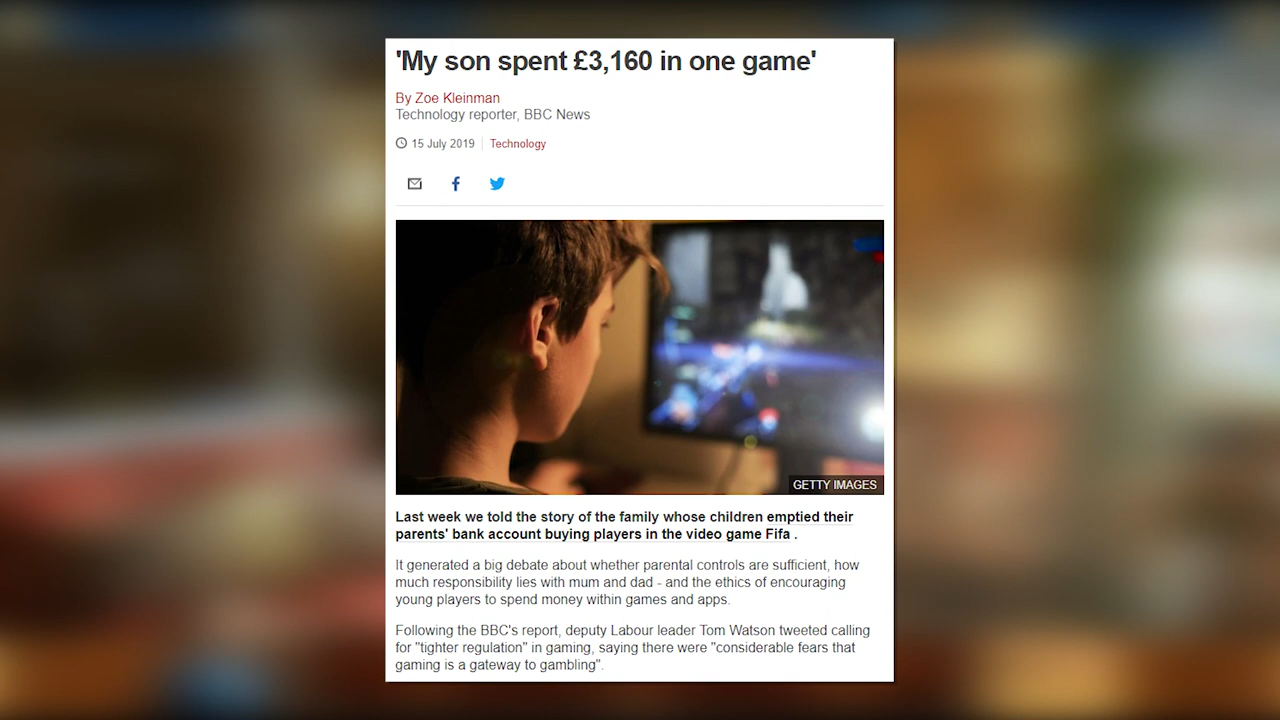 'My son spent £3,160 in one game'
By Zoe Kleinman
Technology reporter, BBC News
15 July 2019 Technology
GETTY IMAGES
Last week we told the story of the family whose children emptied their
parents' bank account buying players in the video game Fifa .
It generated a big debate about whether parental controls are sufficient, how
much responsibility lies with mum and dad - and the ethics of encouraging
young players to spend money within games and apps.
Following the BBC's report, deputy Labour leader Tom Watson tweeted calling
for "tighter regulation" in gaming, saying there were "considerable fears that
gaming is a gateway to gambling".